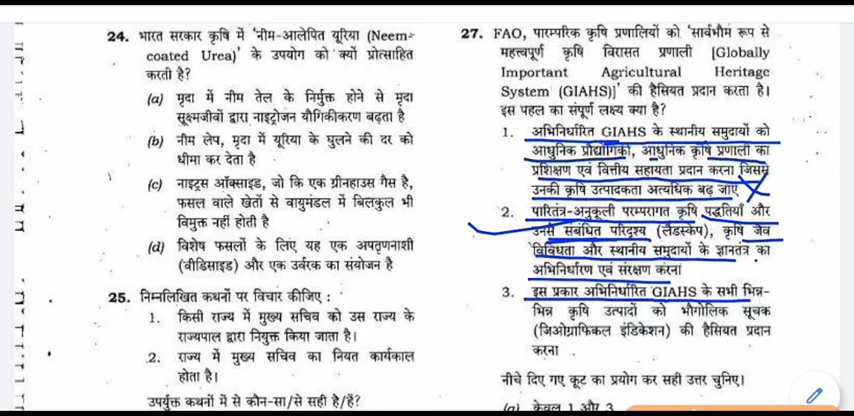 24. भारत सरकार कृषि में 'नीम-आलेपित यूरिया (Neem-
coated Urea)' के उपयोग को क्यों प्रोत्साहित
करती है?
(a) मृदा में नीम तेल के निर्मुक्त होने से मृदा
सूक्ष्मजीवों द्वारा नाइट्रोजन यौगिकीकरण बढ़ता है
(b) नीम लेप, मृदा में यूरिया के घुलने की दर को
धीमा कर देता है
(c) नाइट्रस ऑक्साइड, जो कि एक ग्रीनहाउस गैस है,
फसल वाले खेतों से वायुमंडल में बिलकुल भी
विमुक्त नहीं होती है
(d) विशेष फसलों के लिए यह एक अपतृणनाशी
(वीडिसाइड) और एक उर्वरक का संयोजन है
25. निम्नलिखित कथनों पर विचार कीजिए :
1. किसी राज्य में मुख्य सचिव को उस राज्य के
राज्यपाल द्वारा नियुक्त किया जाता है।
2. राज्य में मुख्य सचिव का नियत कार्यकाल
होता है।
उपर्युक्त कथनों में से कौन-सा/से सही है/हैं?
27. FAO, पारम्परिक कृषि प्रणालियों को 'सार्वभौम रूप से
महत्त्वपूर्ण कृषि विरासत प्रणाली [Globally
Important Agricultural Heritage
System (GIAHS)]' की हैसियत प्रदान करता है।
इस पहल का संपूर्ण लक्ष्य क्या है?
1. अभिनिर्धारित GIAHS के स्थानीय समुदायों को
आधुनिक प्रौद्योगिकी, आधुनिक कृषि प्रणाली का
प्रशिक्षण एवं वित्तीय सहायता प्रदान करना जिससे
उनकी कृषि उत्पादकता अत्यधिक बढ़ जाए
2. पारितंत्र-अनुकूली परम्परागत कृषि पद्धतियाँ और
उनसे संबंधित परिदृश्य (लैंडस्केप), कृषि जैव
विविधता और स्थानीय समुदायों के ज्ञानतंत्र का
अभिनिर्धारण एवं संरक्षण करना
3. इस प्रकार अभिनिर्धारित GIAHS के सभी भिन्न-
भिन्न कृषि उत्पादों को भौगोलिक सूचक
(जिओग्राफिकल इंडिकेशन) की हैसियत प्रदान
करना
नीचे दिए गए कूट का प्रयोग कर सही उत्तर चुनिए।
(a) केवल 1 और 3